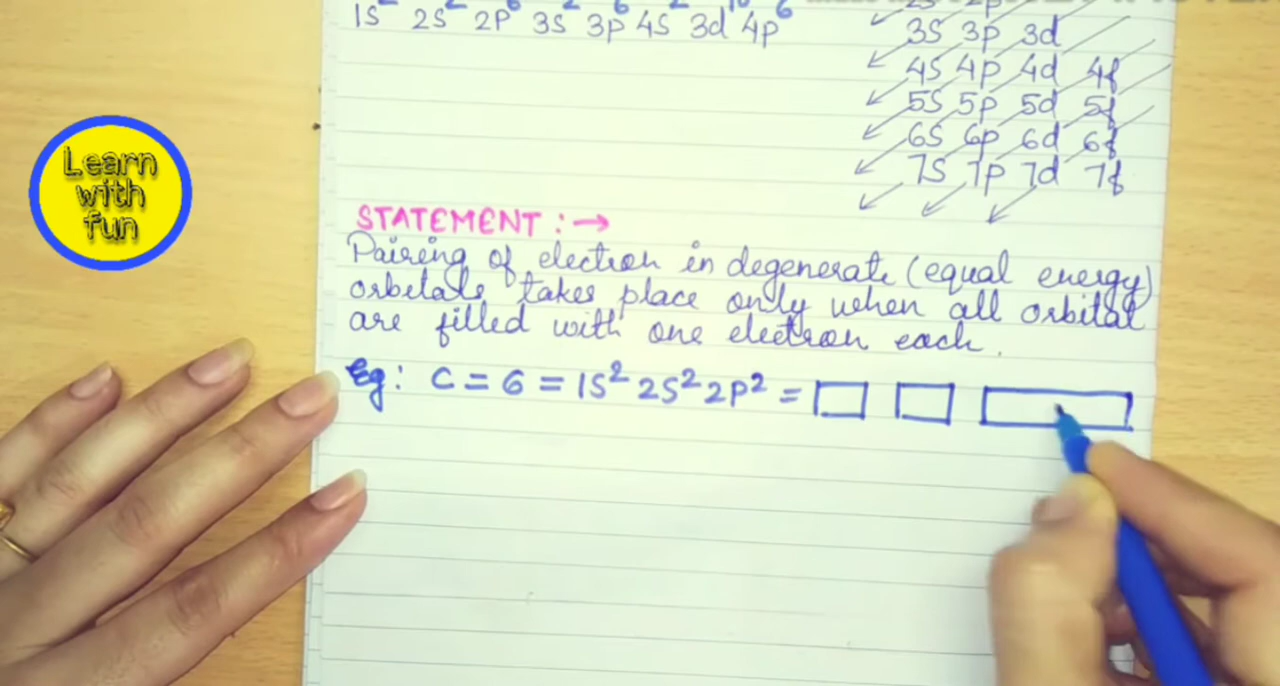 1S² 2S² 2P⁶ 3S² 3p⁶ 4S² 3d¹⁰ 4p⁶
3S 3p 3d
4S 4p 4d 4f
5S 5p 5d 5f
6S 6p 6d 6f
7S 7p 7d 7f
Learn
with
fun
STATEMENT :→
Pairing of electron in degenerate (equal energy)
orbitals takes place only when all orbital
are filled with one electron each.
Eg: C = 6 = 1S² 2S² 2P² =